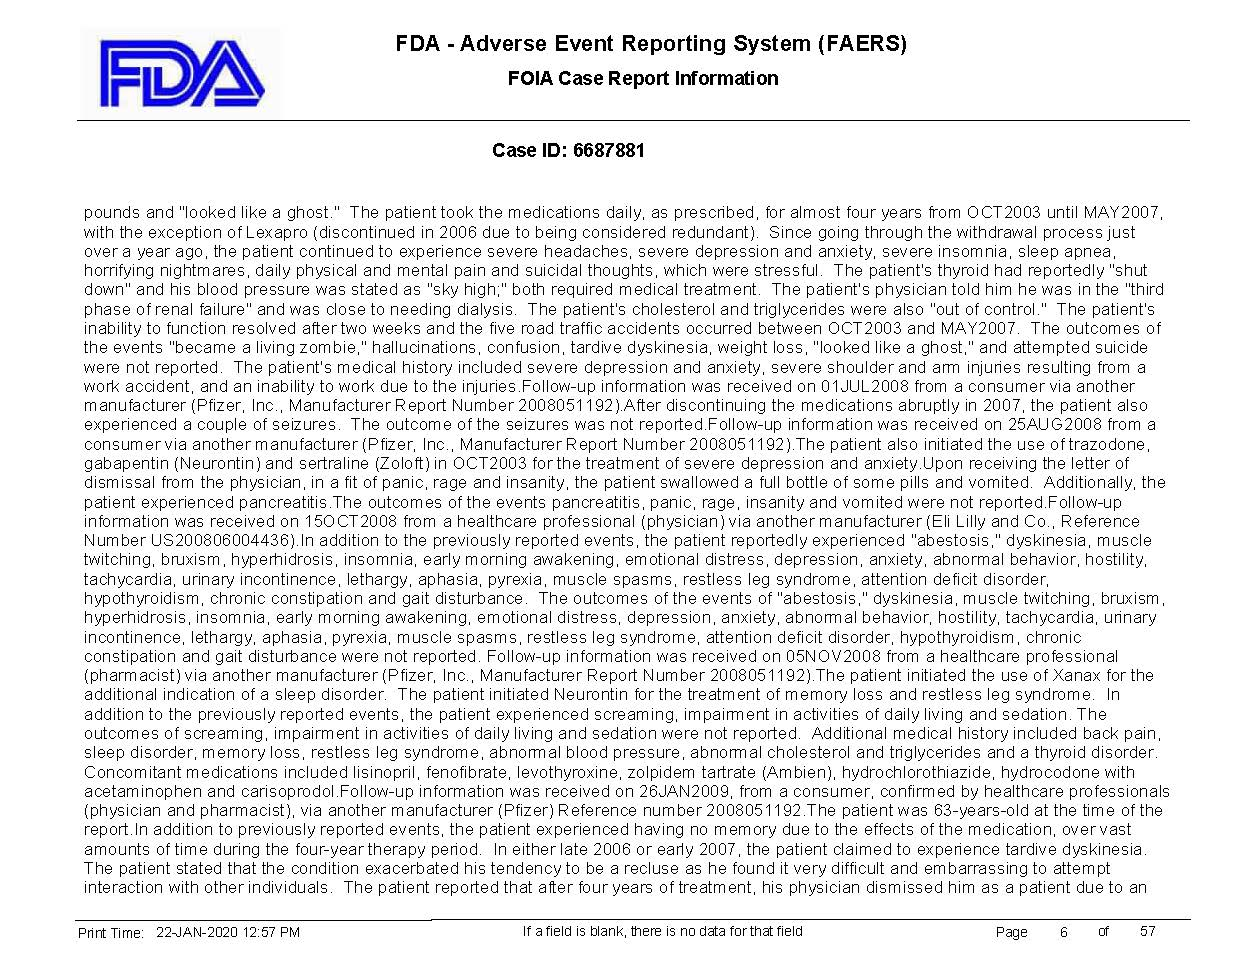 FDA
FDA - Adverse Event Reporting System (FAERS)
FOIA Case Report Information
Case ID: 6687881
pounds and "looked like a ghost."  The patient took the medications daily, as prescribed, for almost four years from OCT2003 until MAY2007,
with the exception of Lexapro (discontinued in 2006 due to being considered redundant).  Since going through the withdrawal process just
over a year ago, the patient continued to experience severe headaches, severe depression and anxiety, severe insomnia, sleep apnea,
horrifying nightmares, daily physical and mental pain and suicidal thoughts, which were stressful.  The patient's thyroid had reportedly "shut
down" and his blood pressure was stated as "sky high;" both required medical treatment.  The patient's physician told him he was in the "third
phase of renal failure" and was close to needing dialysis.  The patient's cholesterol and triglycerides were also "out of control."  The patient's
inability to function resolved after two weeks and the five road traffic accidents occurred between OCT2003 and MAY2007.  The outcomes of
the events "became a living zombie," hallucinations, confusion, tardive dyskinesia, weight loss, "looked like a ghost," and attempted suicide
were not reported.  The patient's medical history included severe depression and anxiety, severe shoulder and arm injuries resulting from a
work accident, and an inability to work due to the injuries.Follow-up information was received on 01JUL2008 from a consumer via another
manufacturer (Pfizer, Inc., Manufacturer Report Number 2008051192).After discontinuing the medications abruptly in 2007, the patient also
experienced a couple of seizures.  The outcome of the seizures was not reported.Follow-up information was received on 25AUG2008 from a
consumer via another manufacturer (Pfizer, Inc., Manufacturer Report Number 2008051192).The patient also initiated the use of trazodone,
gabapentin (Neurontin) and sertraline (Zoloft) in OCT2003 for the treatment of severe depression and anxiety.Upon receiving the letter of
dismissal from the physician, in a fit of panic, rage and insanity, the patient swallowed a full bottle of some pills and vomited.  Additionally, the
patient experienced pancreatitis.The outcomes of the events pancreatitis, panic, rage, insanity and vomited were not reported.Follow-up
information was received on 15OCT2008 from a healthcare professional (physician) via another manufacturer (Eli Lilly and Co., Reference
Number US200806004436).In addition to the previously reported events, the patient reportedly experienced "abestosis," dyskinesia, muscle
twitching, bruxism, hyperhidrosis, insomnia, early morning awakening, emotional distress, depression, anxiety, abnormal behavior, hostility,
tachycardia, urinary incontinence, lethargy, aphasia, pyrexia, muscle spasms, restless leg syndrome, attention deficit disorder,
hypothyroidism, chronic constipation and gait disturbance.  The outcomes of the events of "abestosis," dyskinesia, muscle twitching, bruxism,
hyperhidrosis, insomnia, early morning awakening, emotional distress, depression, anxiety, abnormal behavior, hostility, tachycardia, urinary
incontinence, lethargy, aphasia, pyrexia, muscle spasms, restless leg syndrome, attention deficit disorder, hypothyroidism, chronic
constipation and gait disturbance were not reported. Follow-up information was received on 05NOV2008 from a healthcare professional
(pharmacist) via another manufacturer (Pfizer, Inc., Manufacturer Report Number 2008051192).The patient initiated the use of Xanax for the
additional indication of a sleep disorder.  The patient initiated Neurontin for the treatment of memory loss and restless leg syndrome.  In
addition to the previously reported events, the patient experienced screaming, impairment in activities of daily living and sedation. The
outcomes of screaming, impairment in activities of daily living and sedation were not reported.  Additional medical history included back pain,
sleep disorder, memory loss, restless leg syndrome, abnormal blood pressure, abnormal cholesterol and triglycerides and a thyroid disorder.
Concomitant medications included lisinopril, fenofibrate, levothyroxine, zolpidem tartrate (Ambien), hydrochlorothiazide, hydrocodone with
acetaminophen and carisoprodol.Follow-up information was received on 26JAN2009, from a consumer, confirmed by healthcare professionals
(physician and pharmacist), via another manufacturer (Pfizer) Reference number 2008051192.The patient was 63-years-old at the time of the
report.In addition to previously reported events, the patient experienced having no memory due to the effects of the medication, over vast
amounts of time during the four-year therapy period.  In either late 2006 or early 2007, the patient claimed to experience tardive dyskinesia.
The patient stated that the condition exacerbated his tendency to be a recluse as he found it very difficult and embarrassing to attempt
interaction with other individuals.  The patient reported that after four years of treatment, his physician dismissed him as a patient due to an
Print Time: 22-JAN-2020 12:57 PM If a field is blank, there is no data for that field Page 6 of 57